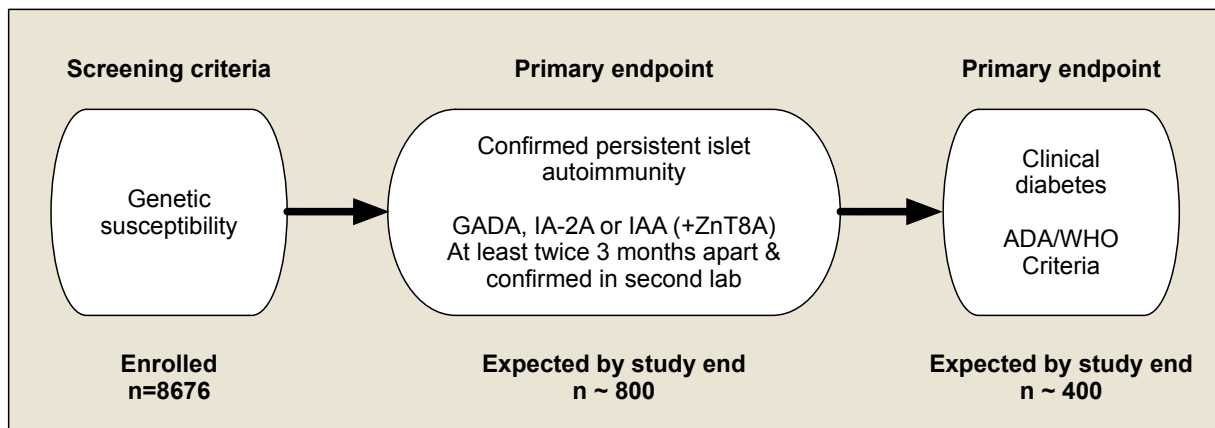 Screening criteria
Genetic
susceptibility
Enrolled
n=8676
Primary endpoint
Confirmed persistent islet
autoimmunity
GADA, IA-2A or IAA (+ZnT8A)
At least twice 3 months apart &
confirmed in second lab
Expected by study end
n ~ 800
Primary endpoint
Clinical
diabetes
ADA/WHO
Criteria
Expected by study end
n ~ 400